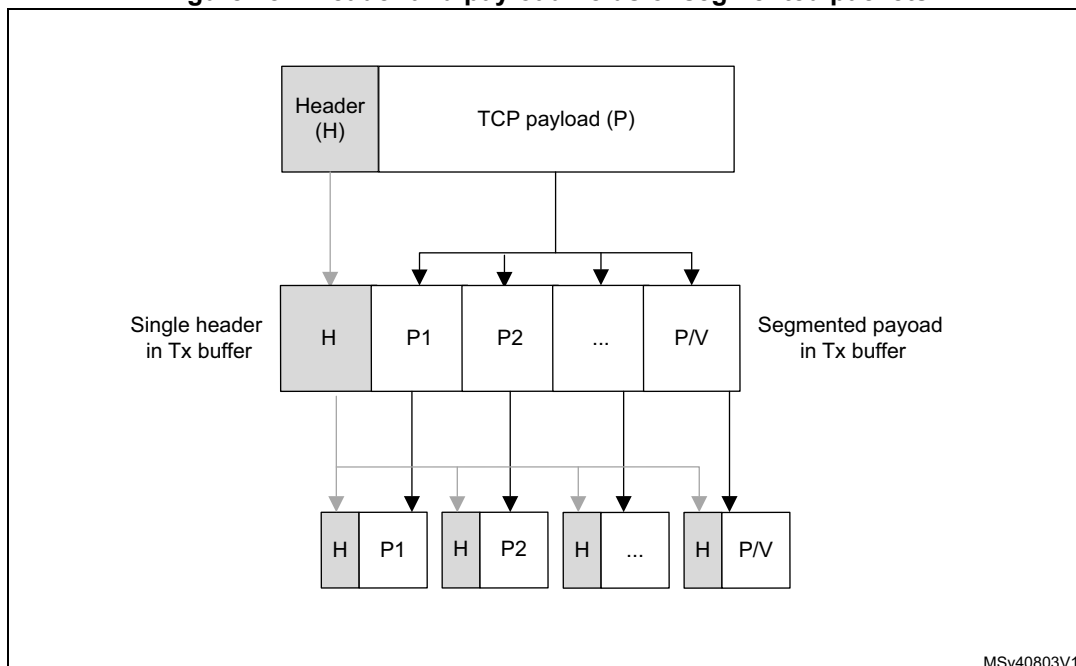 Header
(H)
TCP payload (P)
Single header
in Tx buffer
H
P1
P2
...
P/V
Segmented payoad
in Tx buffer
H
P1
H
P2
H
...
H
P/V
MSv40803V1